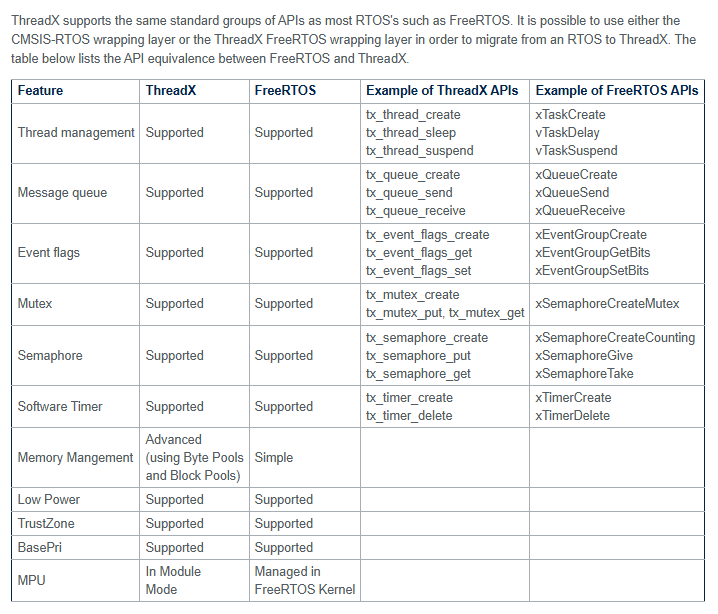 ThreadX supports the same standard groups of APIs as most RTOS's such as FreeRTOS. It is possible to use either the
CMSIS-RTOS wrapping layer or the ThreadX FreeRTOS wrapping layer in order to migrate from an RTOS to ThreadX. The
table below lists the API equivalence between FreeRTOS and ThreadX.
Feature ThreadX FreeRTOS Example of ThreadX APIs Example of FreeRTOS APIs
tx_thread_create xTaskCreate
Thread management Supported Supported tx_thread_sleep vTaskDelay
tx_thread_suspend vTaskSuspend
tx_queue_create xQueueCreate
Message queue Supported Supported tx_queue_send xQueueSend
tx_queue_receive xQueueReceive
tx_event_flags_create xEventGroupCreate
Event flags Supported Supported tx_event_flags_get xEventGroupGetBits
tx_event_flags_set xEventGroupSetBits
tx_mutex_create
Mutex Supported Supported xSemaphoreCreateMutex
tx_mutex_put, tx_mutex_get
tx_semaphore_create xSemaphoreCreateCounting
Semaphore Supported Supported tx_semaphore_put xSemaphoreGive
tx_semaphore_get xSemaphoreTake
tx_timer_create xTimerCreate
Software Timer Supported Supported
tx_timer_delete xTimerDelete
Advanced
Memory Mangement (using Byte Pools Simple
and Block Pools)
Low Power Supported Supported
TrustZone Supported Supported
BasePri Supported Supported
In Module Managed in
MPU
Mode FreeRTOS Kernel